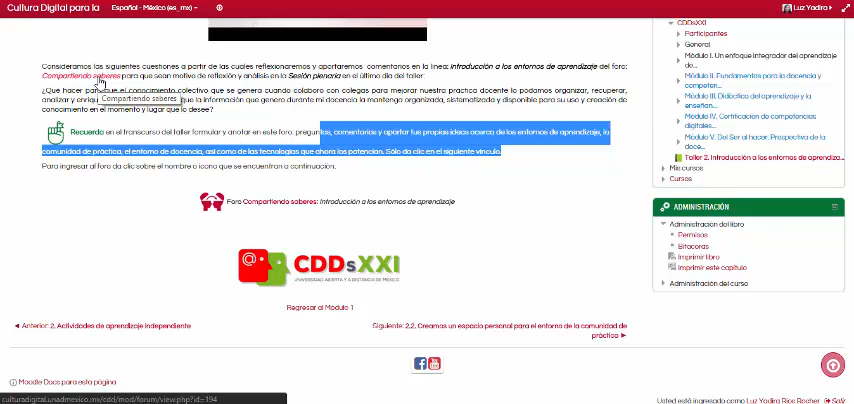 Cultura Digital para la
Español - México (es_mx)
Luz Yadira
Consideramos las siguientes cuestiones a partir de las cuales reflexionaremos y aportaremos comentarios en la línea: Introducción a los entornos de aprendizaje del foro:
Compartiendo saberes para que sean motivo de reflexión y análisis en la Sesión plenaria en el último día del taller:
¿Qué hacer para que el conocimiento colectivo que se genera cuando colaboro con colegas para mejorar nuestra práctica docente lo podamos organizar, recuperar,
analizar y enriq que la información que genero durante mi docencia la mantenga organizada, sistematizada y disponible para su uso y creación de
Compartiendo saberes
conocimiento en el momento y lugar que lo desee?
Recuerda en el transcurso del taller formular y anotar en este foro, preguntas, comentarios y aportar tus propias ideas acerca de los entornos de aprendizaje, la
comunidad de práctica, el entorno de docencia, así como de las tecnologías que ahora los potencian. Sólo da clic en el siguiente vínculo.
Para ingresar al foro da clic sobre el nombre o icono que se encuentran a continuación.
Foro Compartiendo saberes: Introducción a los entornos de aprendizaje
@
CDDsXXI
UNIVERSIDAD ABIERTA Y A DISTANCIA DE MÉXICO
Regresar al Módulo 1
◄ Anterior: 2. Actividades de aprendizaje independiente
Siguiente: 2.2. Creamos un espacio personal para el entorno de la comunidad de
práctica ►
Moodle Docs para esta página
culturadigital.unadmexico.mx/cdd/mod/forum/view.php?id=194
CDDsXXI
Participantes
General
Módulo I. Un enfoque integrador del aprendizaje
de...
Módulo II. Fundamentos para la docencia y
competen...
Módulo III. Didáctica del aprendizaje y la
enseñan...
Módulo IV. Certificación de competencias
digitales...
Módulo V. Del Ser al hacer. Prospectiva de la
doce...
Taller 2. Introducción a los entornos de aprendiza...
Mis cursos
Cursos
ADMINISTRACIÓN
Administración del libro
Permisos
Bitácoras
Imprimir libro
Imprimir este capítulo
Administración del curso
Usted está ingresado como Luz Yadira Rios Rocher
Salir